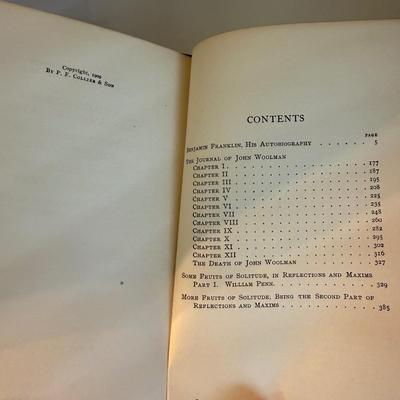 Copyright, 1909
By P. F. Collier & Son
CONTENTS
PAGE
Benjamin Franklin, His Autobiography . . . . . . 5
The Journal of John Woolman
Chapter I . . . . . . . . . . . . . . . . 177
Chapter II . . . . . . . . . . . . . . . . 187
Chapter III . . . . . . . . . . . . . . . . 195
Chapter IV . . . . . . . . . . . . . . . . 208
Chapter V . . . . . . . . . . . . . . . . 225
Chapter VI . . . . . . . . . . . . . . . . 235
Chapter VII . . . . . . . . . . . . . . . . 248
Chapter VIII . . . . . . . . . . . . . . . . 260
Chapter IX . . . . . . . . . . . . . . . . 282
Chapter X . . . . . . . . . . . . . . . . 295
Chapter XI . . . . . . . . . . . . . . . . 302
Chapter XII . . . . . . . . . . . . . . . . 316
The Death of John Woolman . . . . . . . . . 327
Some Fruits of Solitude, in Reflections and Maxims
Part I. William Penn. . . . . . . . . . . . 329
More Fruits of Solitude, Being the Second Part of
Reflections and Maxims . . . . . . . . . . . 385